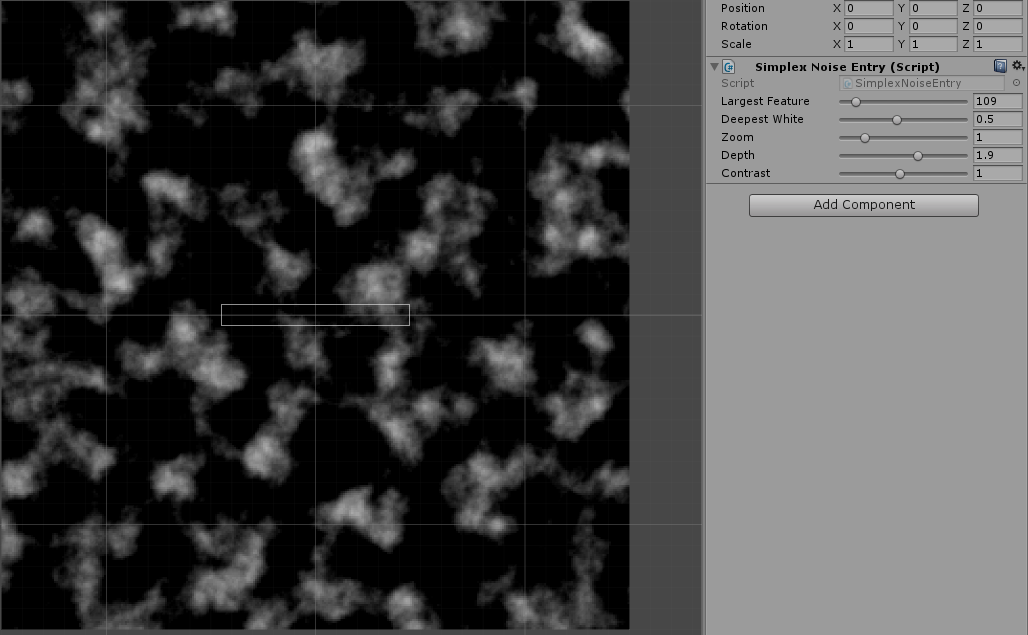 Position X 0 Y 0 Z 0
Rotation X 0 Y 0 Z 0
Scale X 1 Y 1 Z 1
Simplex Noise Entry (Script)
Script SimplexNoiseEntry
Largest Feature 109
Deepest White 0.5
Zoom 1
Depth 1.9
Contrast 1
Add Component